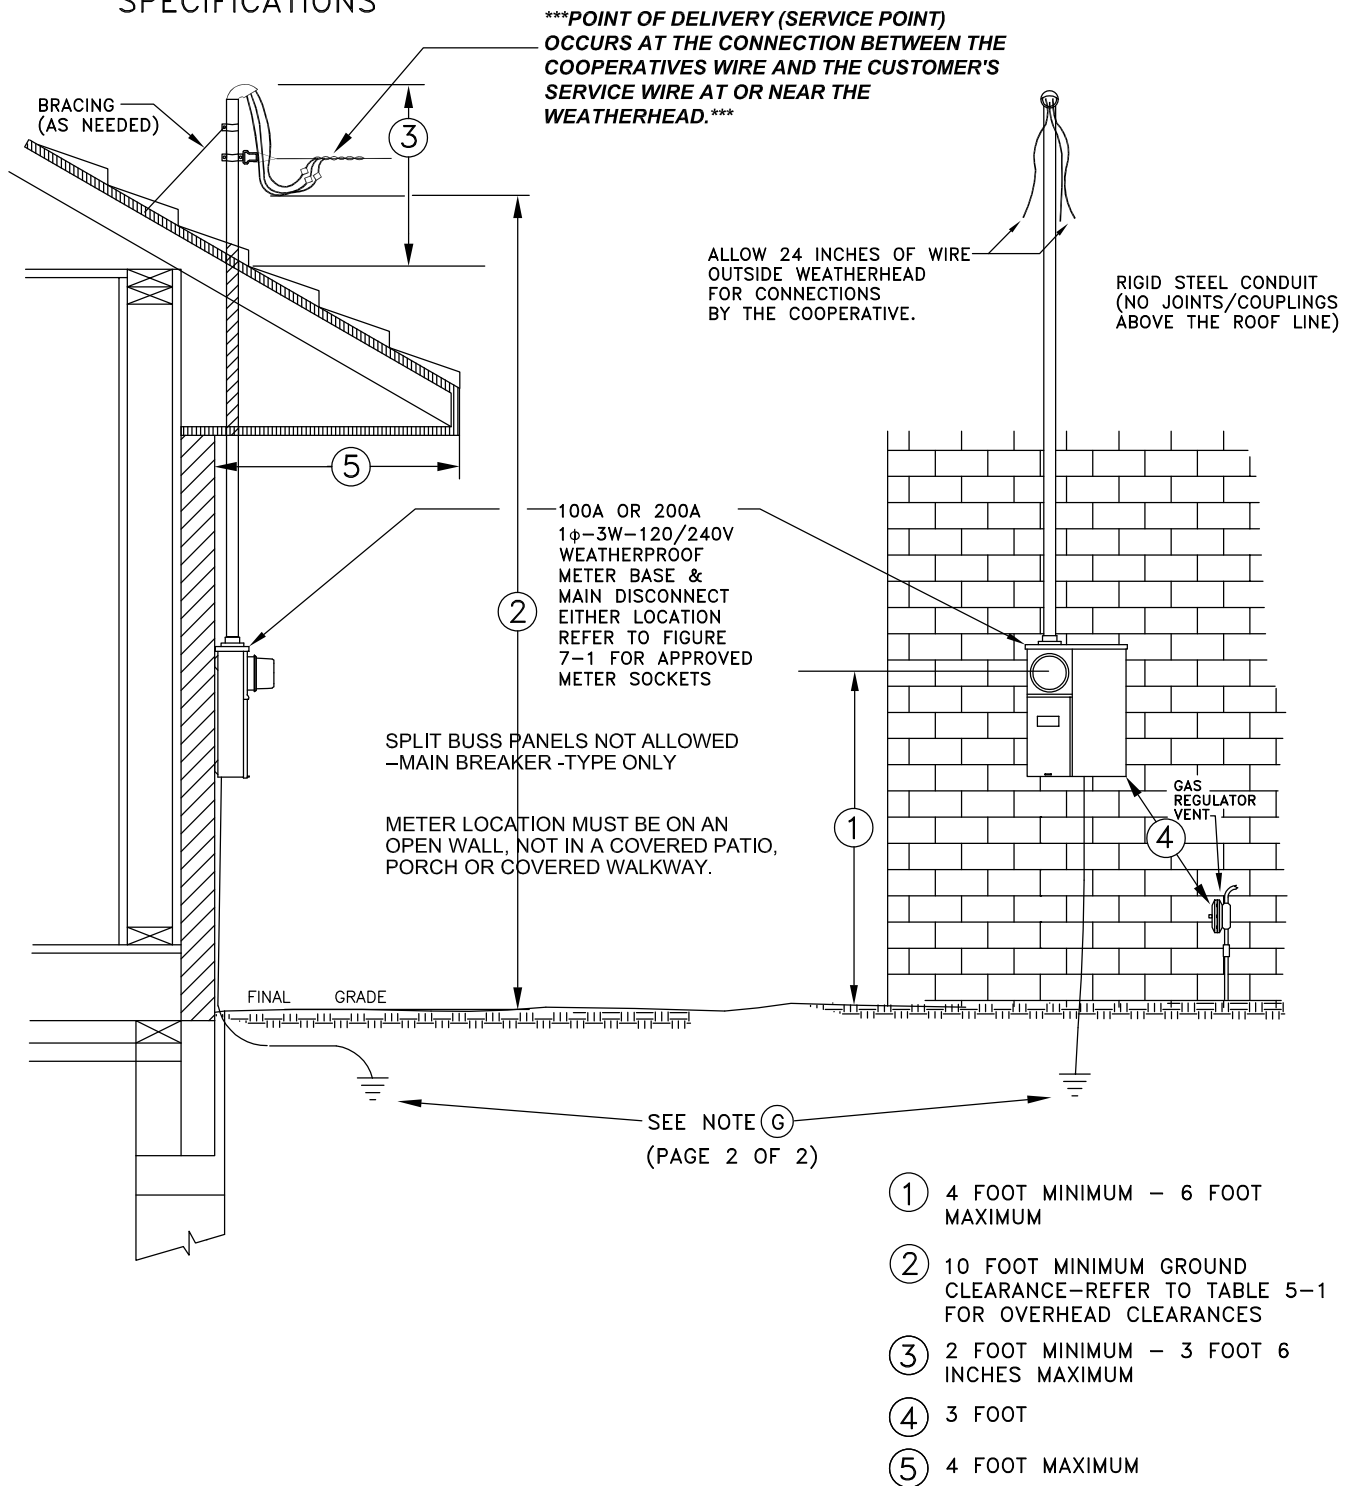 SPECIFICATIONS
***POINT OF DELIVERY (SERVICE POINT)
OCCURS AT THE CONNECTION BETWEEN THE
COOPERATIVES WIRE AND THE CUSTOMER'S
SERVICE WIRE AT OR NEAR THE
WEATHERHEAD.***
BRACING
(AS NEEDED)
3
ALLOW 24 INCHES OF WIRE
OUTSIDE WEATHERHEAD
FOR CONNECTIONS
BY THE COOPERATIVE.
RIGID STEEL CONDUIT
(NO JOINTS/COUPLINGS
ABOVE THE ROOF LINE)
5
100A OR 200A
1ϕ-3W-120/240V
WEATHERPROOF
METER BASE &
MAIN DISCONNECT
EITHER LOCATION
REFER TO FIGURE
7-1 FOR APPROVED
METER SOCKETS
2
SPLIT BUSS PANELS NOT ALLOWED
–MAIN BREAKER -TYPE ONLY
METER LOCATION MUST BE ON AN
OPEN WALL, NOT IN A COVERED PATIO,
PORCH OR COVERED WALKWAY.
1
GAS
REGULATOR
VENT
4
FINAL GRADE
SEE NOTE G
(PAGE 2 OF 2)
1 4 FOOT MINIMUM - 6 FOOT
MAXIMUM
2 10 FOOT MINIMUM GROUND
CLEARANCE-REFER TO TABLE 5-1
FOR OVERHEAD CLEARANCES
3 2 FOOT MINIMUM - 3 FOOT 6
INCHES MAXIMUM
4 3 FOOT
5 4 FOOT MAXIMUM